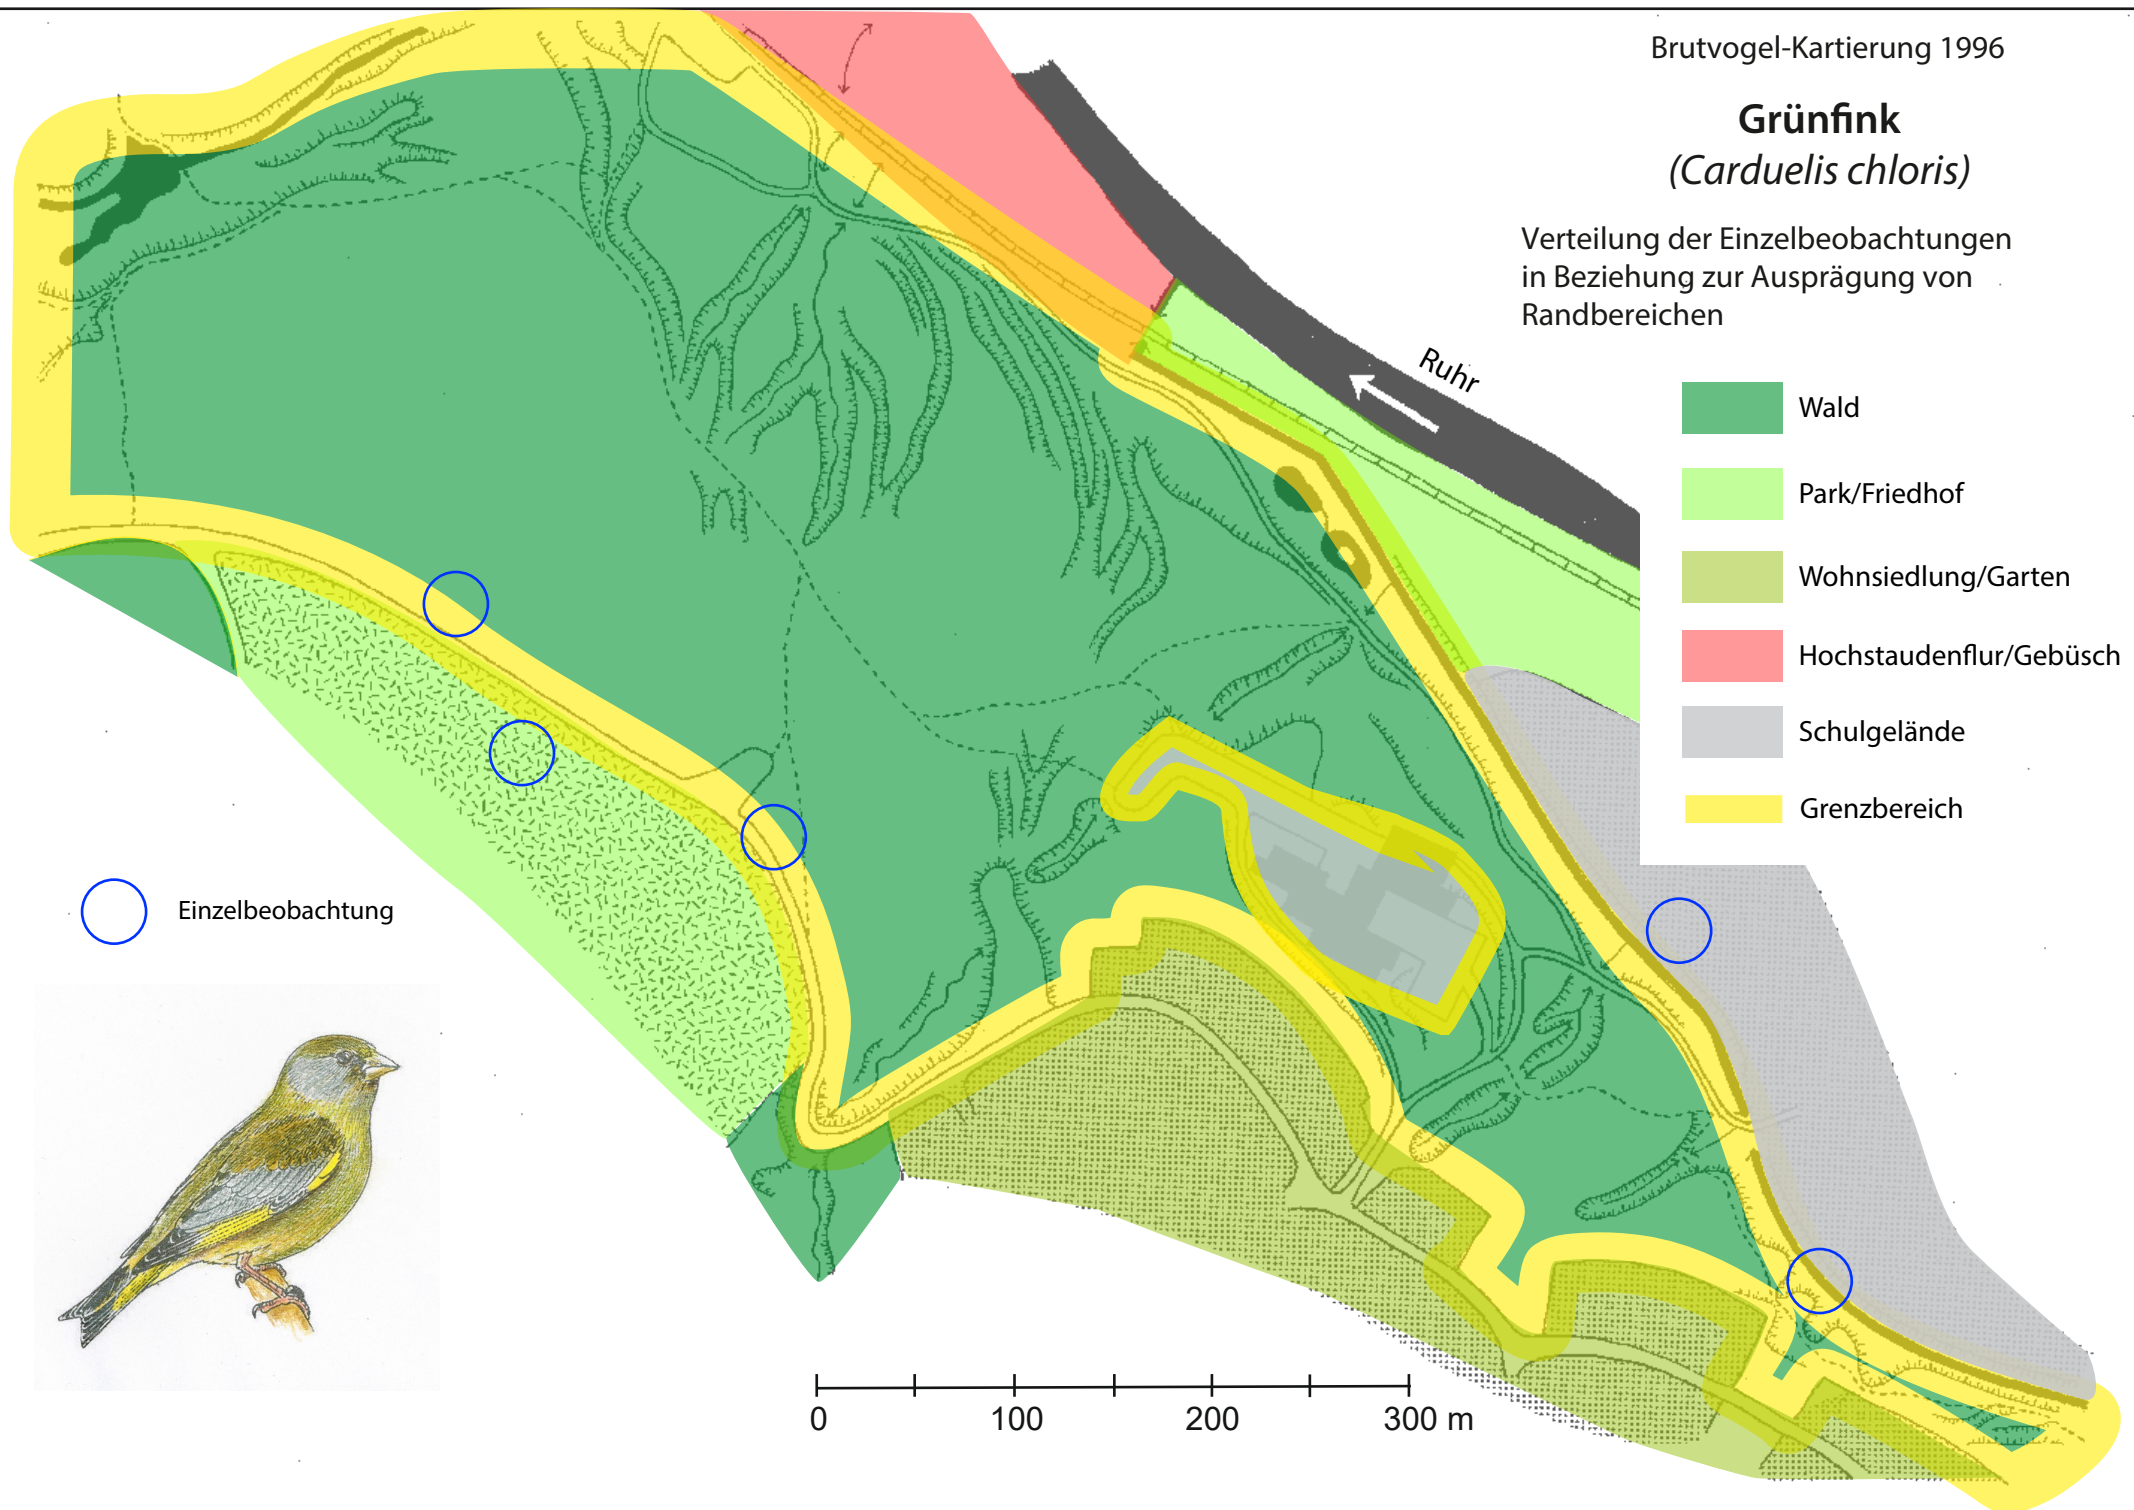 Brutvogel-Kartierung 1996
Grünfink
(Carduelis chloris)
Verteilung der Einzelbeobachtungen
in Beziehung zur Ausprägung von
Randbereichen
Ruhr
Wald
Park/Friedhof
Wohnsiedlung/Garten
Hochstaudenflur/Gebüsch
Schulgelände
Grenzbereich
Einzelbeobachtung
0 100 200 300 m